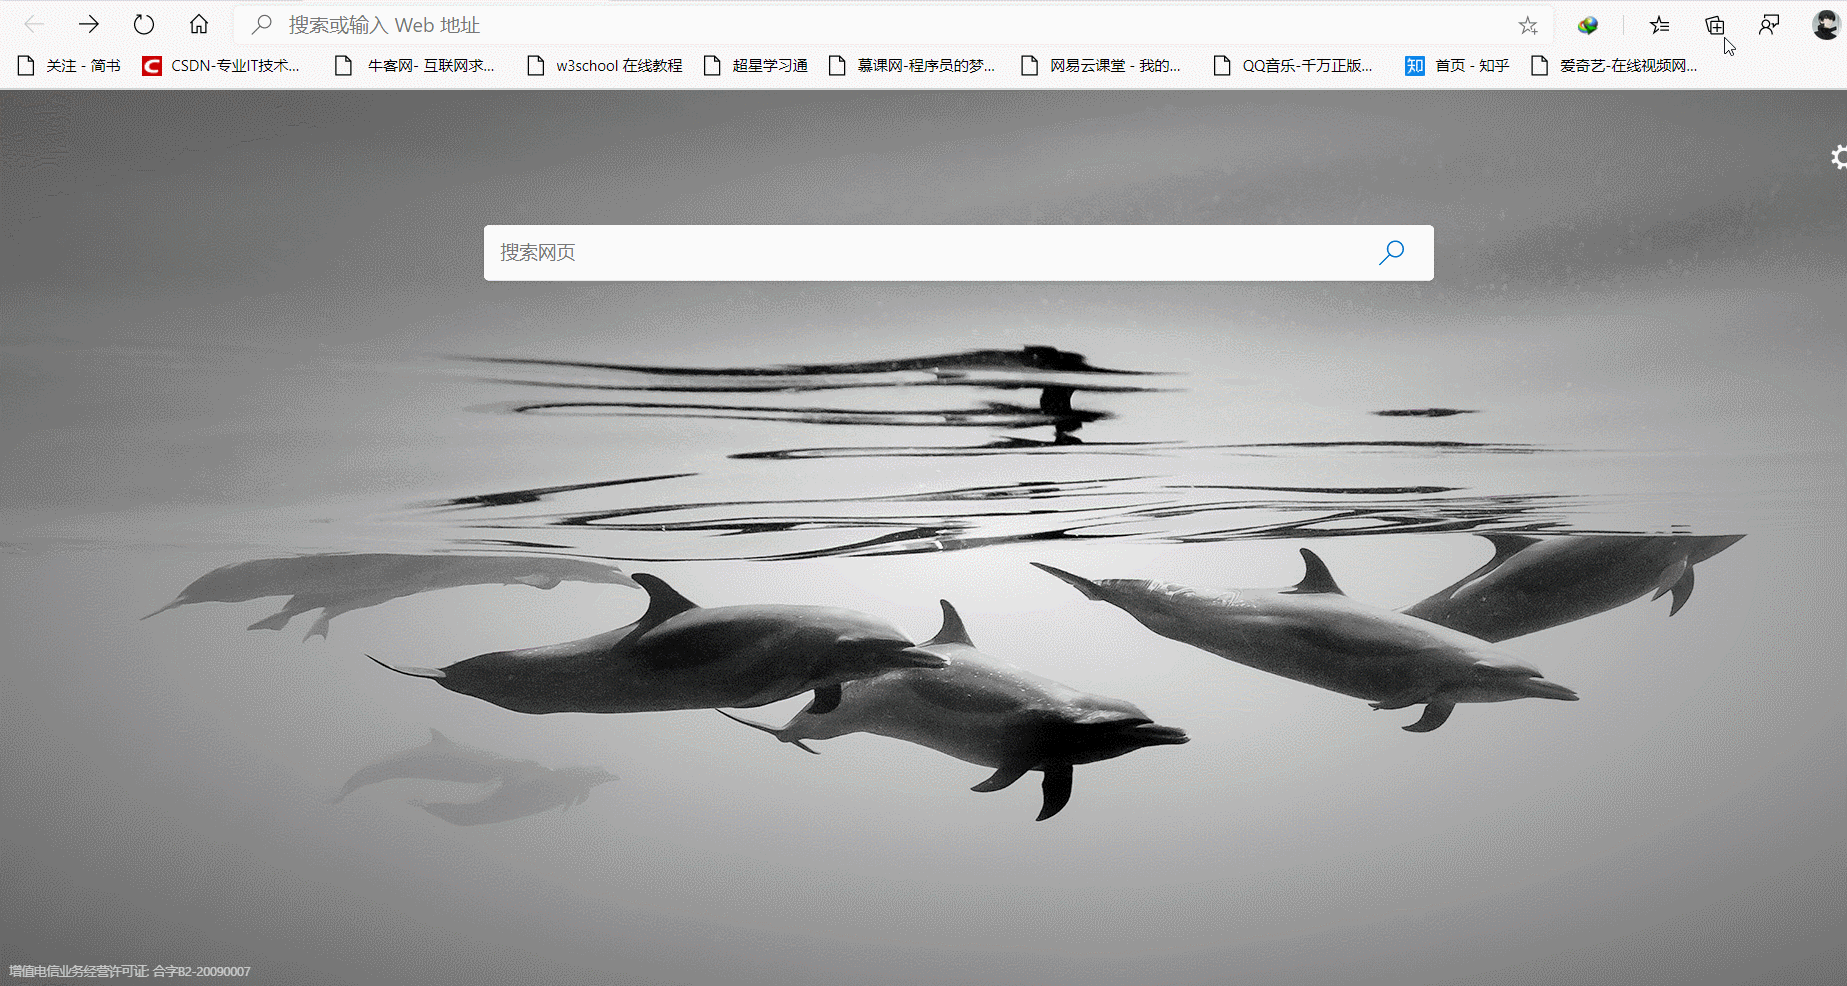 搜索或输入 Web 地址
关注 - 简书 CSDN-专业IT技术... 牛客网- 互联网求... w3school 在线教程 超星学习通 慕课网-程序员的梦... 网易云课堂 - 我的... QQ音乐-千万正版... 知 首页 - 知乎 爱奇艺-在线视频网...
搜索网页
增值电信业务经营许可证: 合字B2-20090007